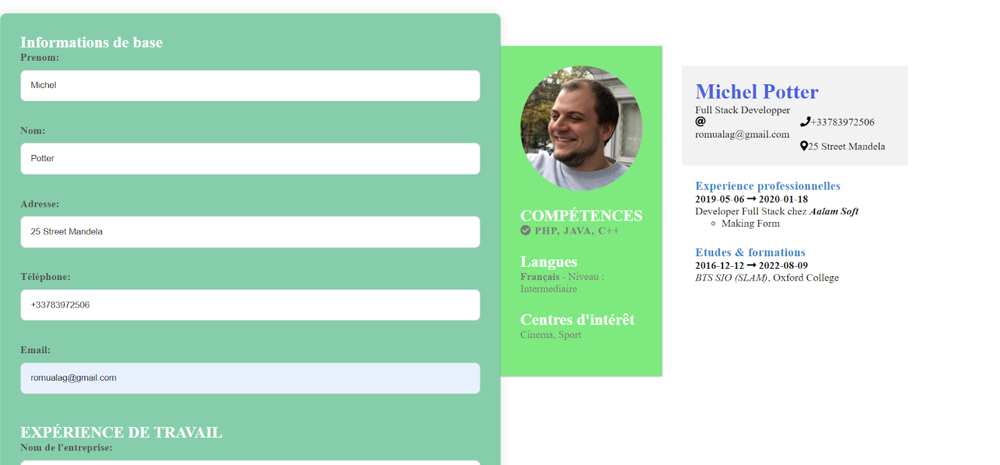 Informations de base
Prenom:
Michel
Nom:
Potter
Adresse:
25 Street Mandela
Téléphone:
+33783972506
Email:
romualag@gmail.com
EXPÉRIENCE DE TRAVAIL
Nom de l'entreprise:
COMPÉTENCES
PHP, JAVA, C++
Langues
Français - Niveau :
Intermediaire
Centres d'intérêt
Cinema, Sport
Michel Potter
Full Stack Developper
@
romualag@gmail.com
+33783972506
25 Street Mandela
Experience professionnelles
2019-05-06 → 2020-01-18
Developer Full Stack chez Aalam Soft
Making Form
Etudes & formations
2016-12-12 → 2022-08-09
BTS SIO (SLAM), Oxford College